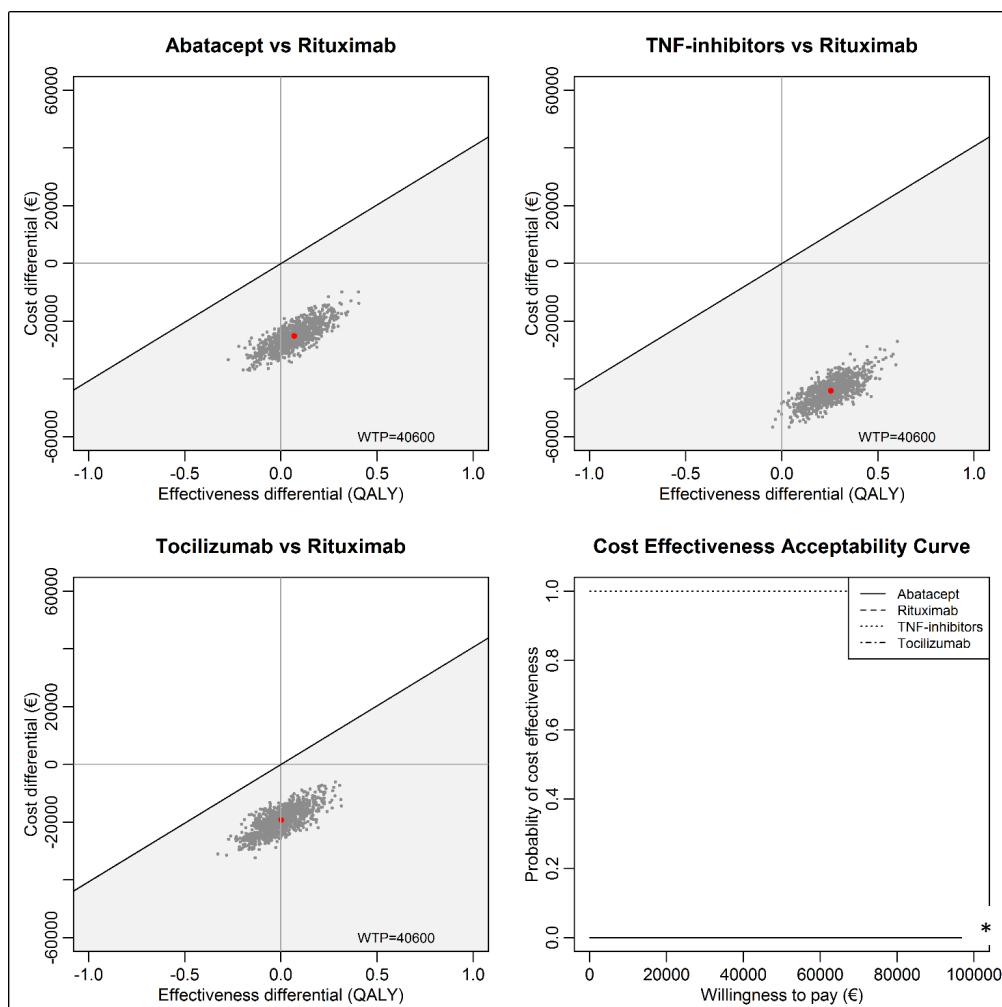 Abatacept vs Rituximab
60000
20000
0
-20000
-60000
Cost differential (€)
WTP=40600
-1.0 -0.5 0.0 0.5 1.0
Effectiveness differential (QALY)
TNF-inhibitors vs Rituximab
60000
20000
0
-20000
-60000
Cost differential (€)
WTP=40600
-1.0 -0.5 0.0 0.5 1.0
Effectiveness differential (QALY)
Tocilizumab vs Rituximab
60000
20000
0
-20000
-60000
Cost differential (€)
WTP=40600
-1.0 -0.5 0.0 0.5 1.0
Effectiveness differential (QALY)
Cost Effectiveness Acceptability Curve
1.0
0.8
0.6
0.4
0.2
0.0
Probablity of cost effectiveness
Abatacept
Rituximab
TNF-inhibitors
Tocilizumab
*
0 20000 40000 60000 80000 100000
Willingness to pay (€)